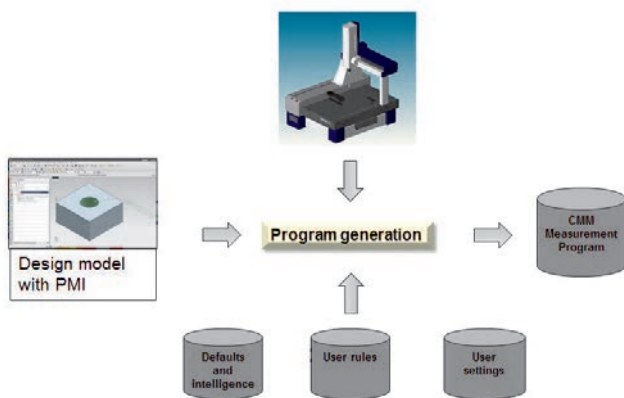 Program generation
CMM
Measurement
Program
Design model
with PMI
Defaults
and
intelligence
User rules
User
settings